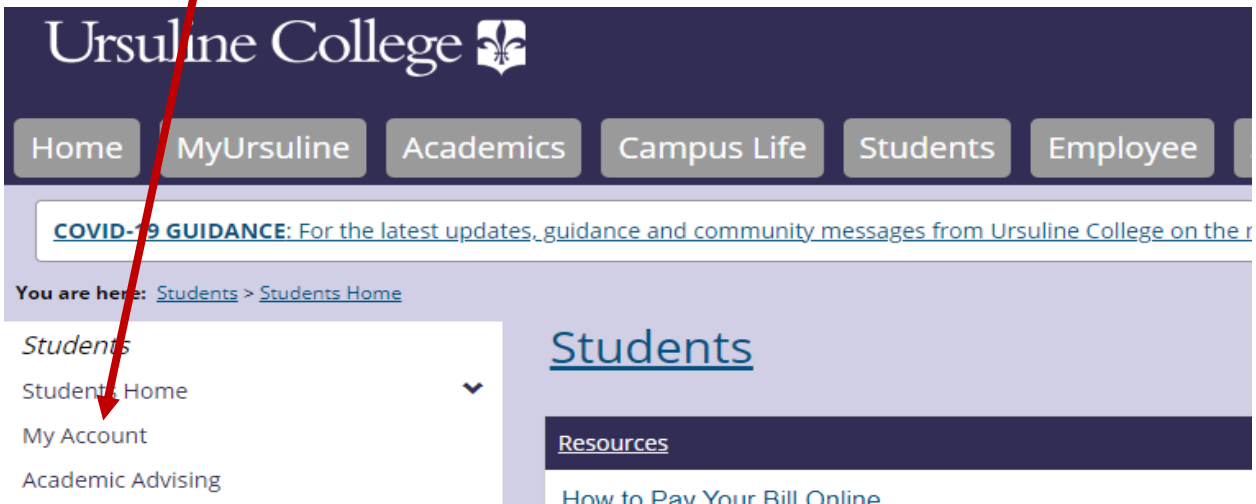 Ursuline College
Home MyUrsuline Academics Campus Life Students Employee
COVID-19 GUIDANCE: For the latest updates, guidance and community messages from Ursuline College on the
You are here: Students > Students Home
Students
Students Home
My Account
Academic Advising
Students
Resources
How to Pay Your Bill Online